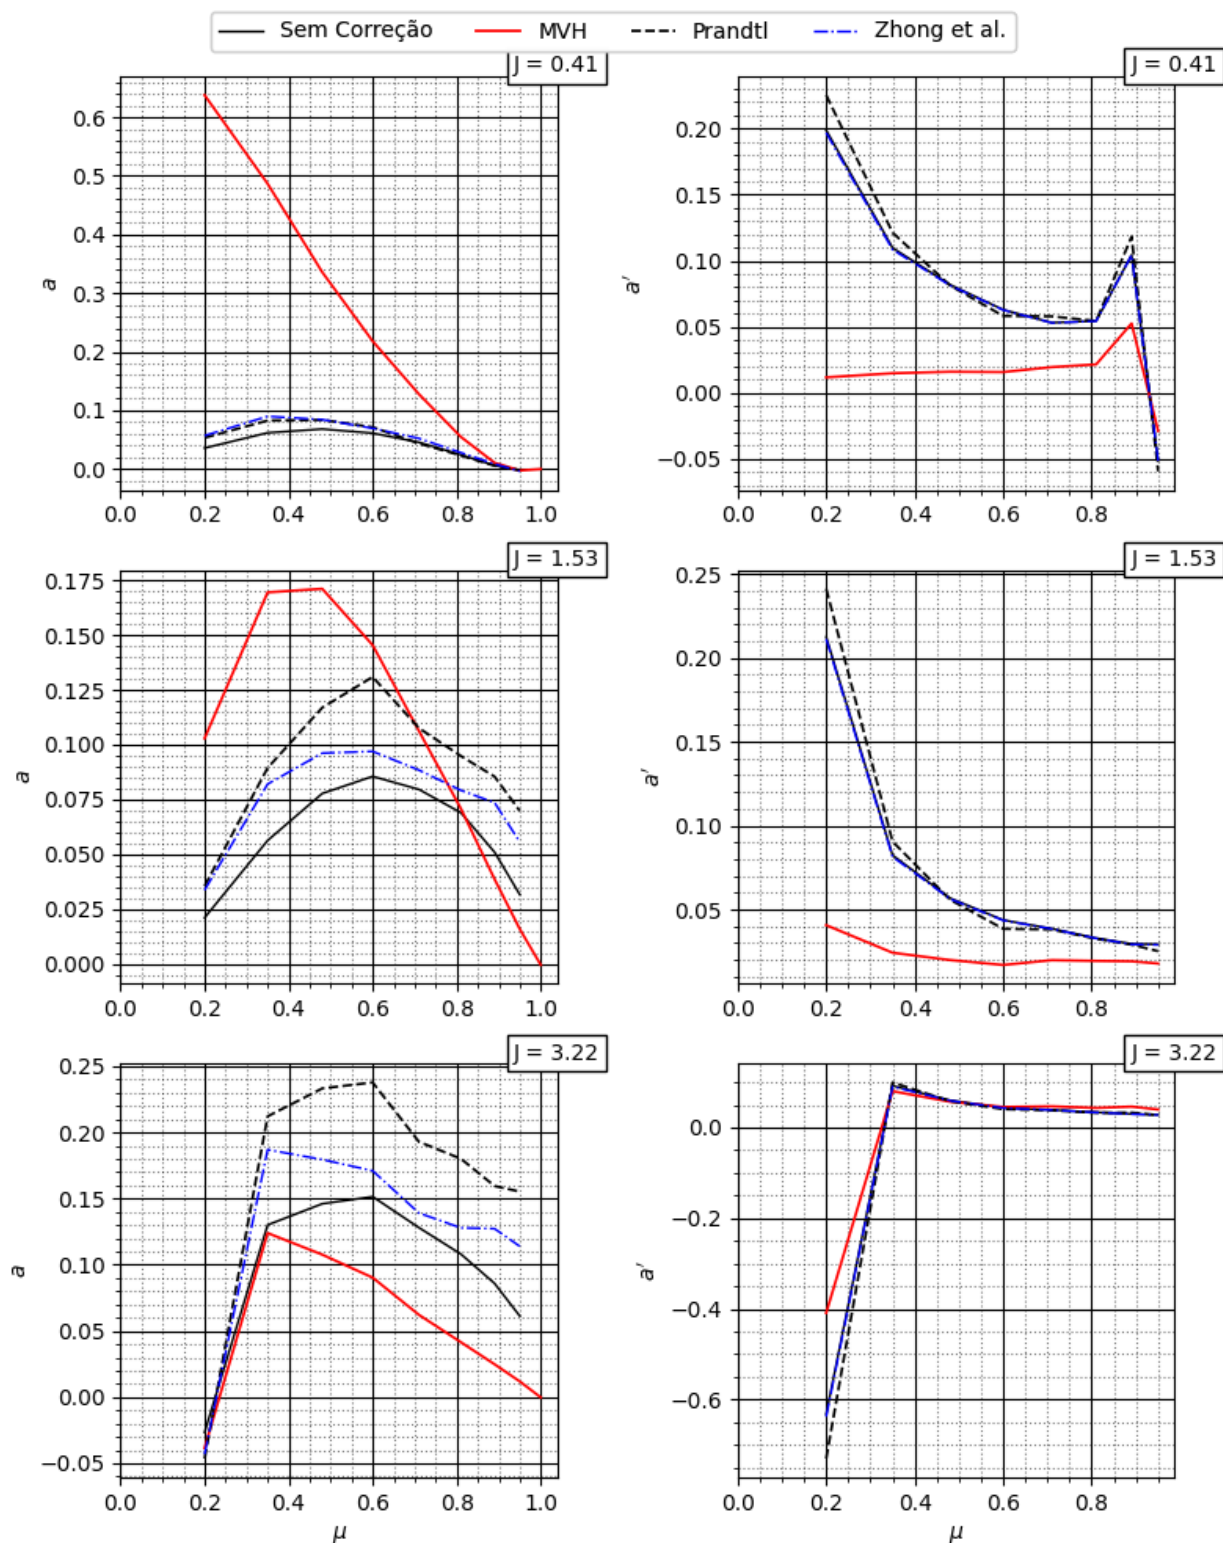 Sem Correção MVH Prandtl Zhong et al.
J = 0.41 J = 0.41
0.6
0.5
0.4
0.3
0.2
0.1
0.0
a
0.0 0.2 0.4 0.6 0.8 1.0
0.20
0.15
0.10
0.05
0.00
−0.05
a′
0.0 0.2 0.4 0.6 0.8
J = 1.53 J = 1.53
0.175
0.150
0.125
0.100
0.075
0.050
0.025
0.000
a
0.0 0.2 0.4 0.6 0.8 1.0
0.25
0.20
0.15
0.10
0.05
a′
0.0 0.2 0.4 0.6 0.8
J = 3.22 J = 3.22
0.25
0.20
0.15
0.10
0.05
0.00
−0.05
a
0.0 0.2 0.4 0.6 0.8 1.0
μ
0.0
−0.2
−0.4
−0.6
a′
0.0 0.2 0.4 0.6 0.8
μ